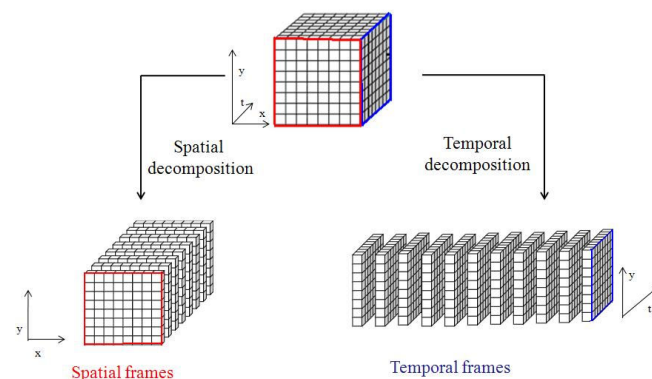 y
t
x
Spatial
decomposition
Temporal
decomposition
y
x
y
t
Spatial frames
Temporal frames